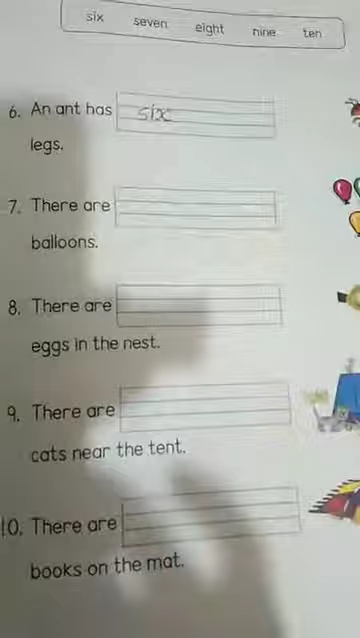 six seven eight nine ten
6. An ant has six
legs.
7. There are
balloons.
8. There are
eggs in the nest.
9. There are
cats near the tent.
10. There are
books on the mat.